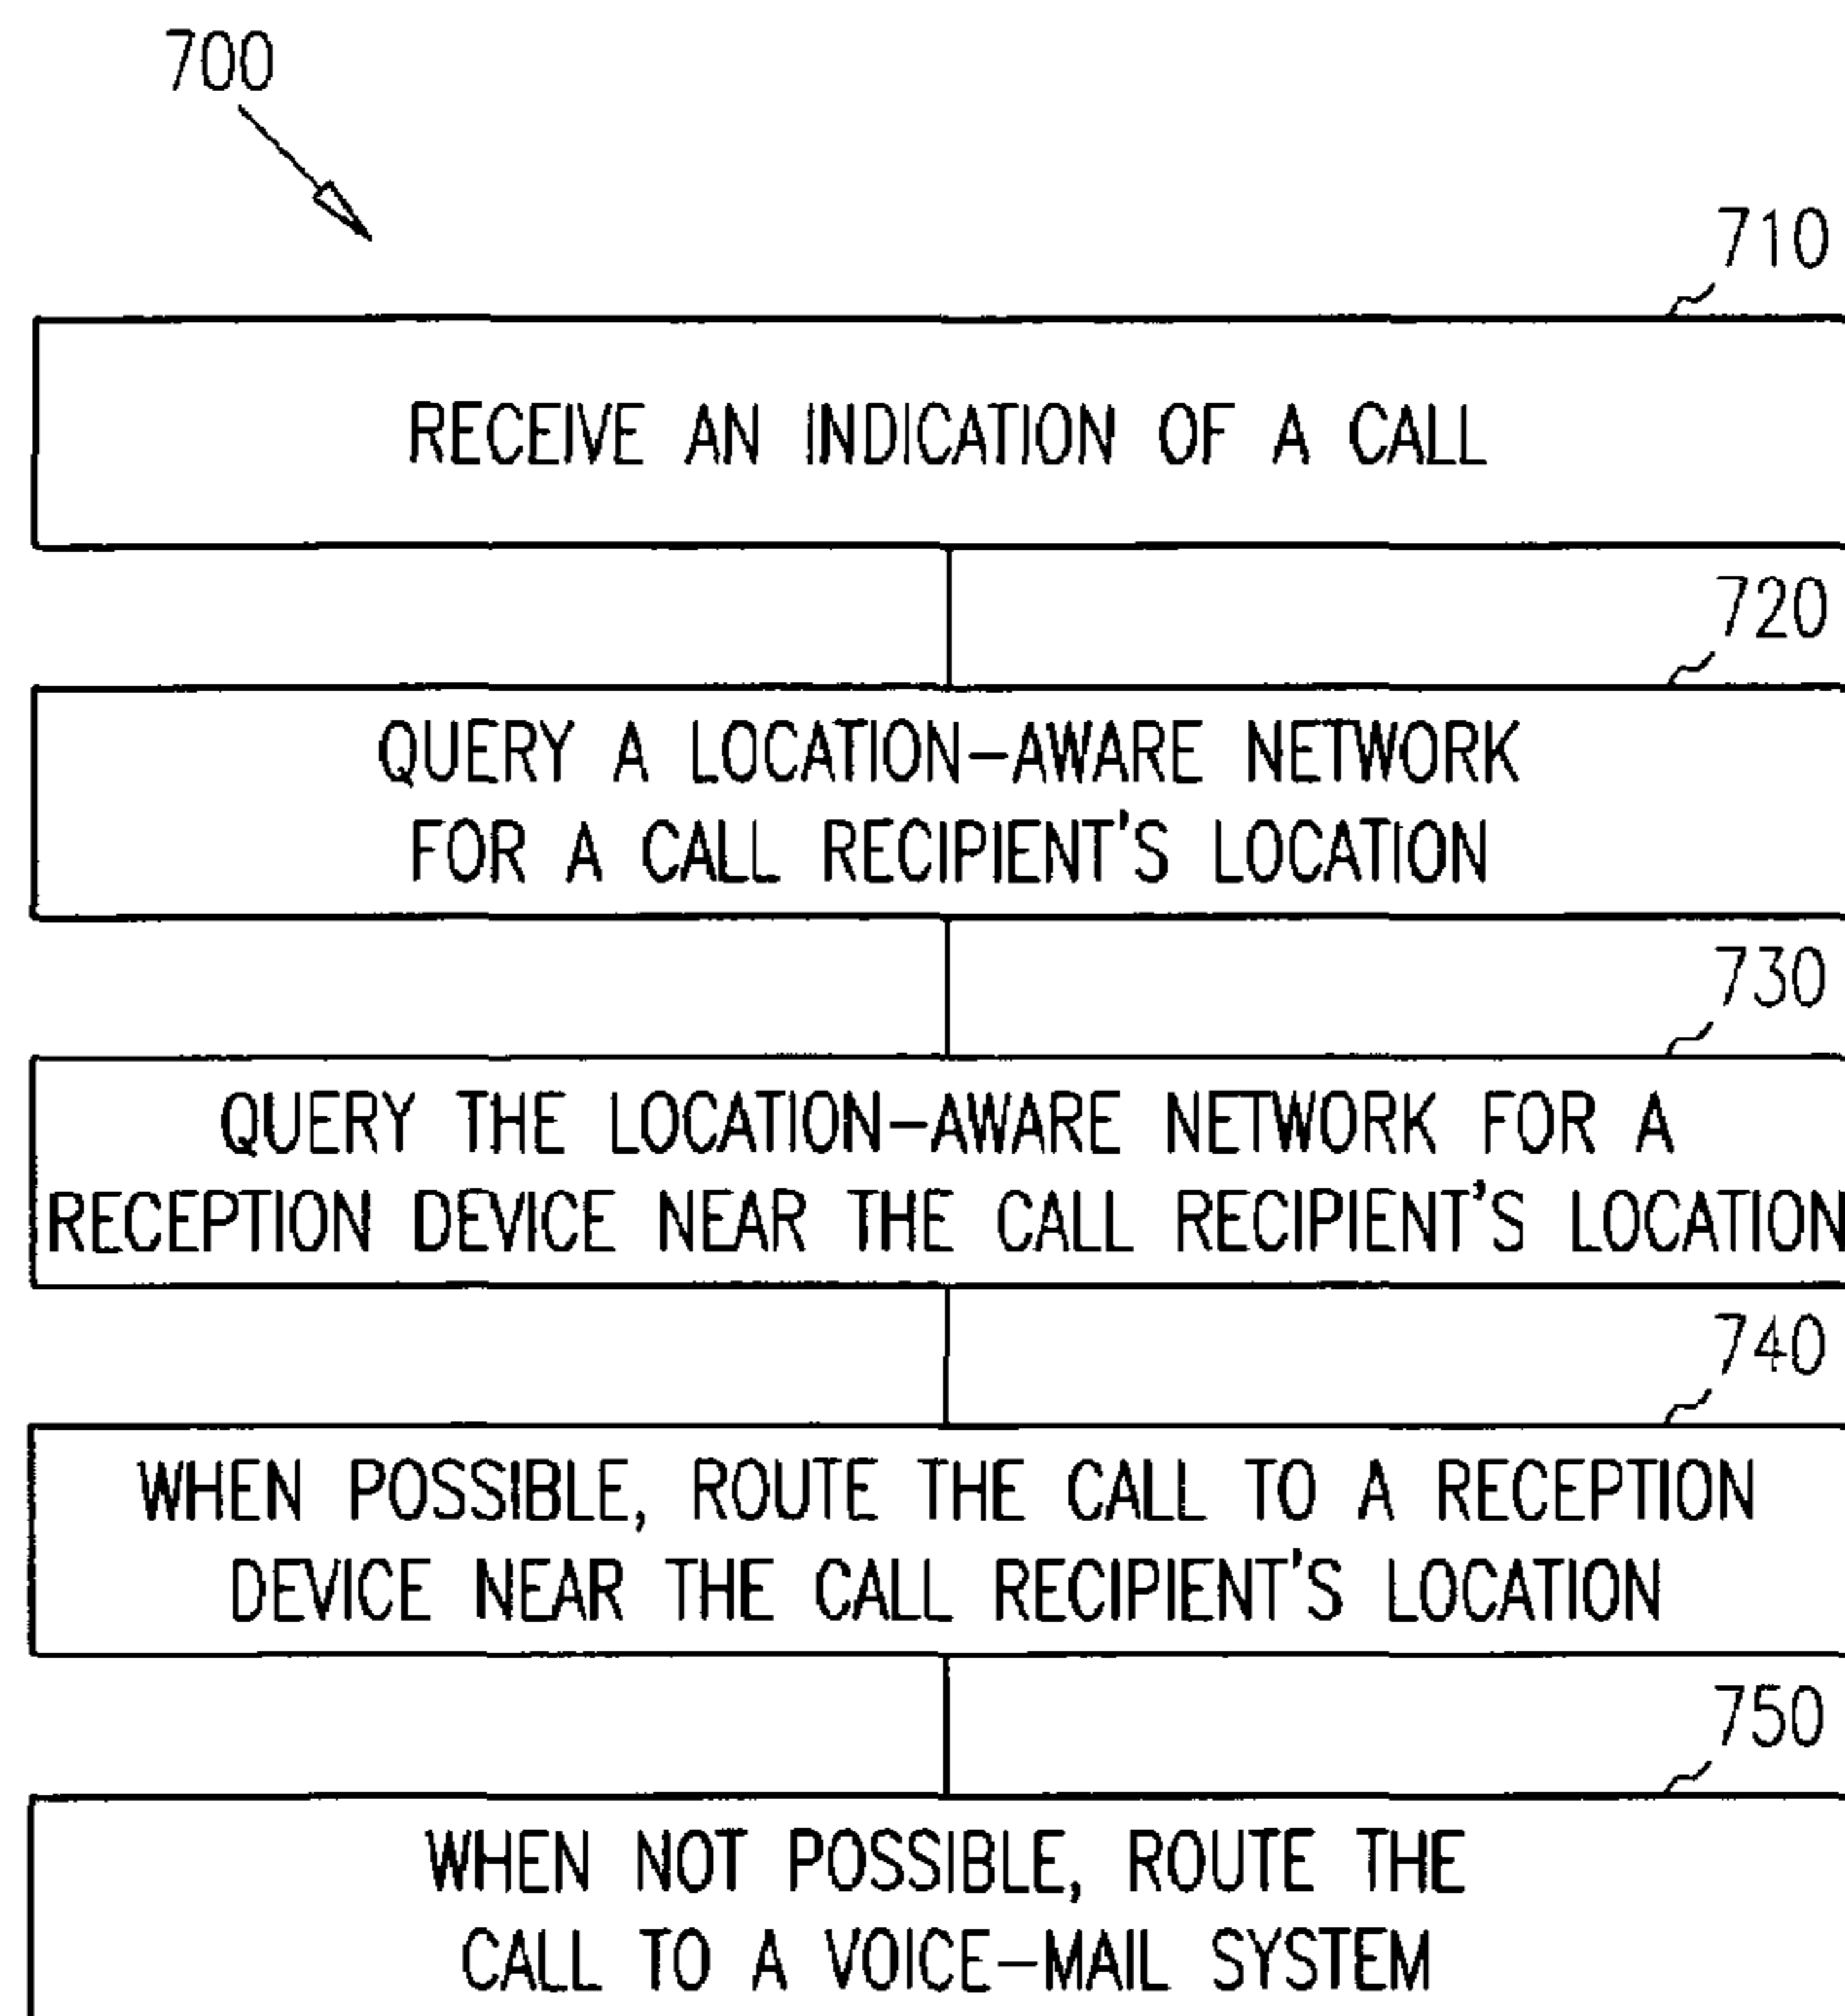 700
710
RECEIVE AN INDICATION OF A CALL
720
QUERY A LOCATION-AWARE NETWORK
FOR A CALL RECIPIENT'S LOCATION
730
QUERY THE LOCATION-AWARE NETWORK FOR A
RECEPTION DEVICE NEAR THE CALL RECIPIENT'S LOCATION
740
WHEN POSSIBLE, ROUTE THE CALL TO A RECEPTION
DEVICE NEAR THE CALL RECIPIENT'S LOCATION
750
WHEN NOT POSSIBLE, ROUTE THE
CALL TO A VOICE-MAIL SYSTEM